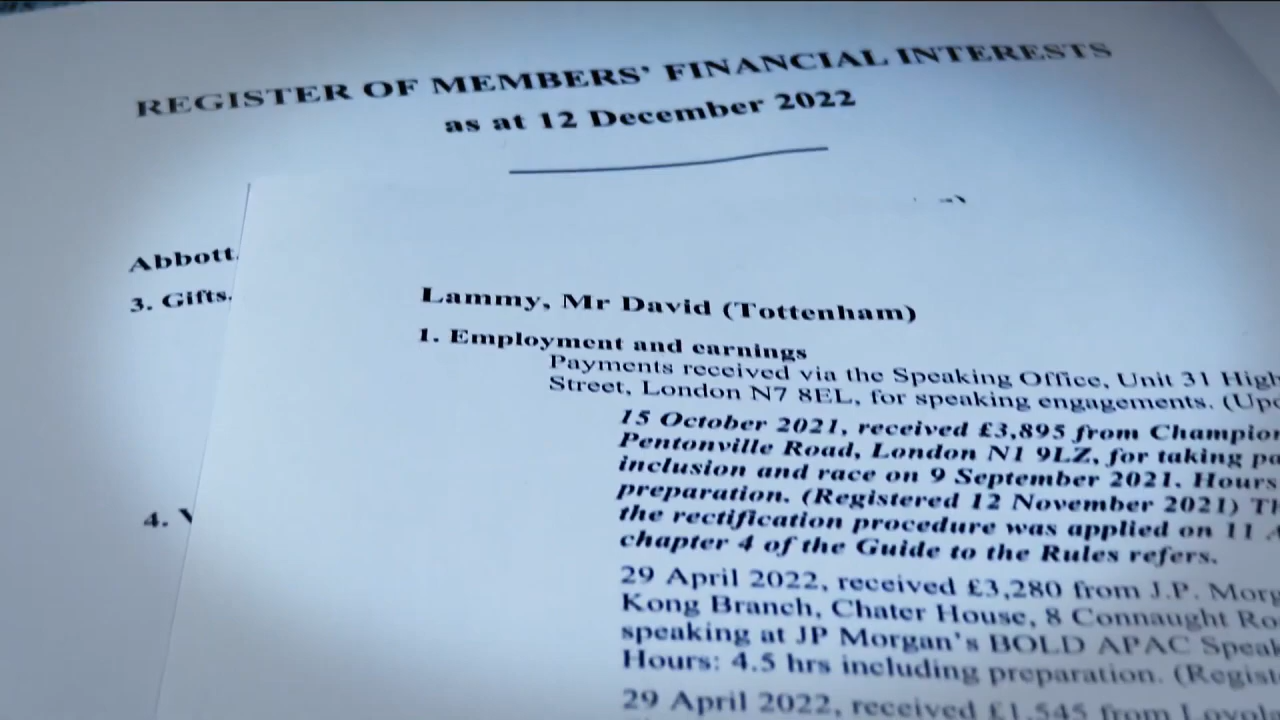 REGISTER OF MEMBERS' FINANCIAL INTERESTS
as at 12 December 2022
Abbott,
3. Gifts,
4.
Lammy, Mr David (Tottenham)
1. Employment and earnings
Payments received via the Speaking Office, Unit 31 High
Street, London N7 8EL, for speaking engagements. (Upd
15 October 2021, received £3,895 from Champion
Pentonville Road, London N1 9LZ, for taking pa
inclusion and race on 9 September 2021. Hours
preparation. (Registered 12 November 2021) Th
the rectification procedure was applied on 11 A
chapter 4 of the Guide to the Rules refers.
29 April 2022, received £3,280 from J.P. Morg
Kong Branch, Chater House, 8 Connaught Ro
speaking at JP Morgan's BOLD APAC Speak
Hours: 4.5 hrs including preparation. (Registe
29 April 2022, received £1,545 from Loyola